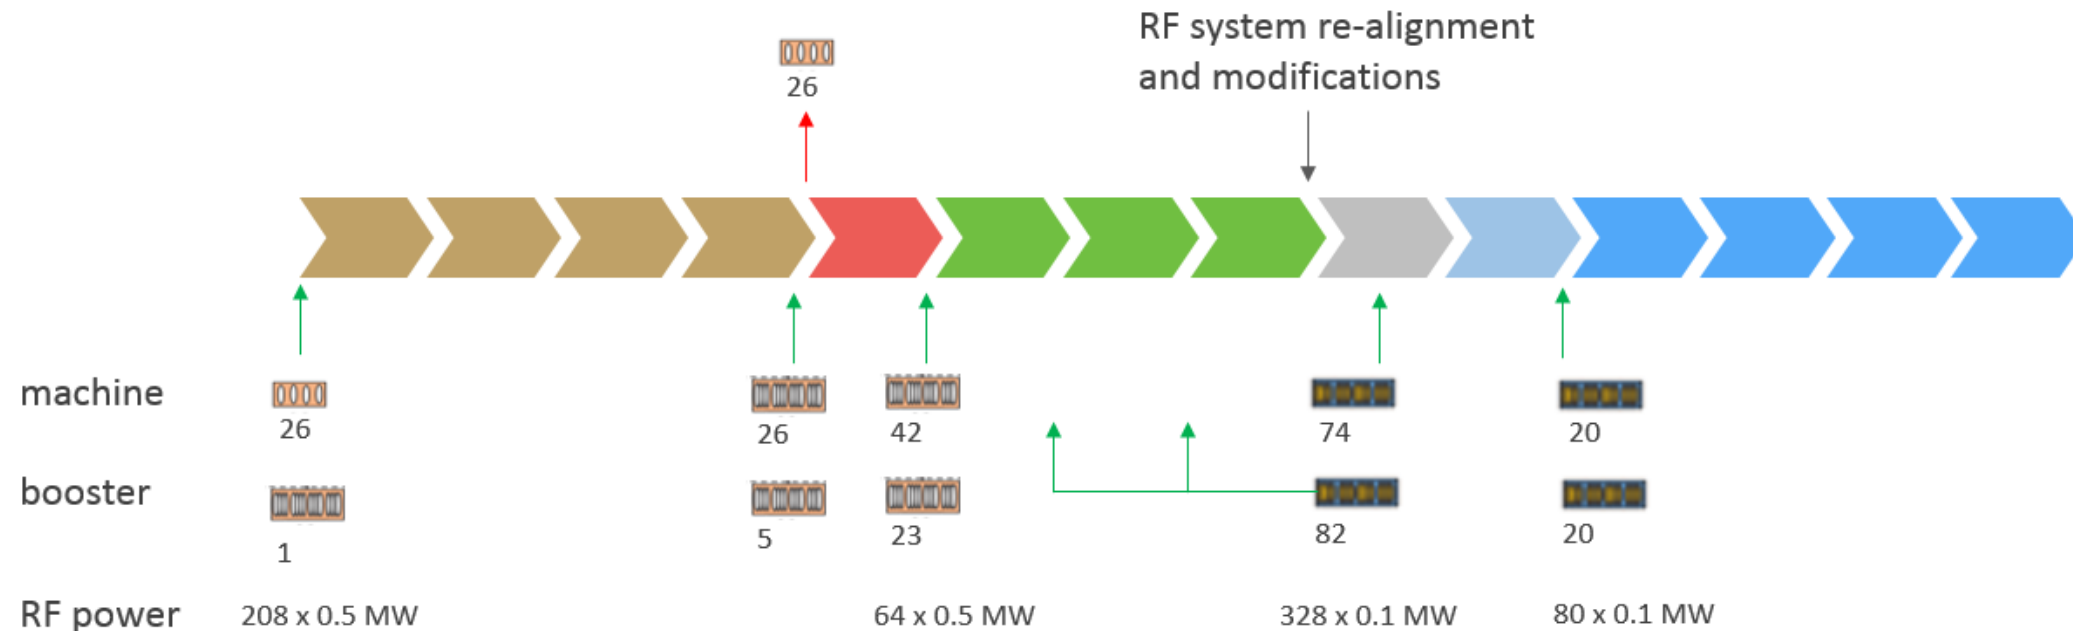 RF system re-alignment
and modifications
26
machine
26
26
42
74
20
booster
1
5
23
82
20
RF power
208 x 0.5 MW
64 x 0.5 MW
328 x 0.1 MW
80 x 0.1 MW